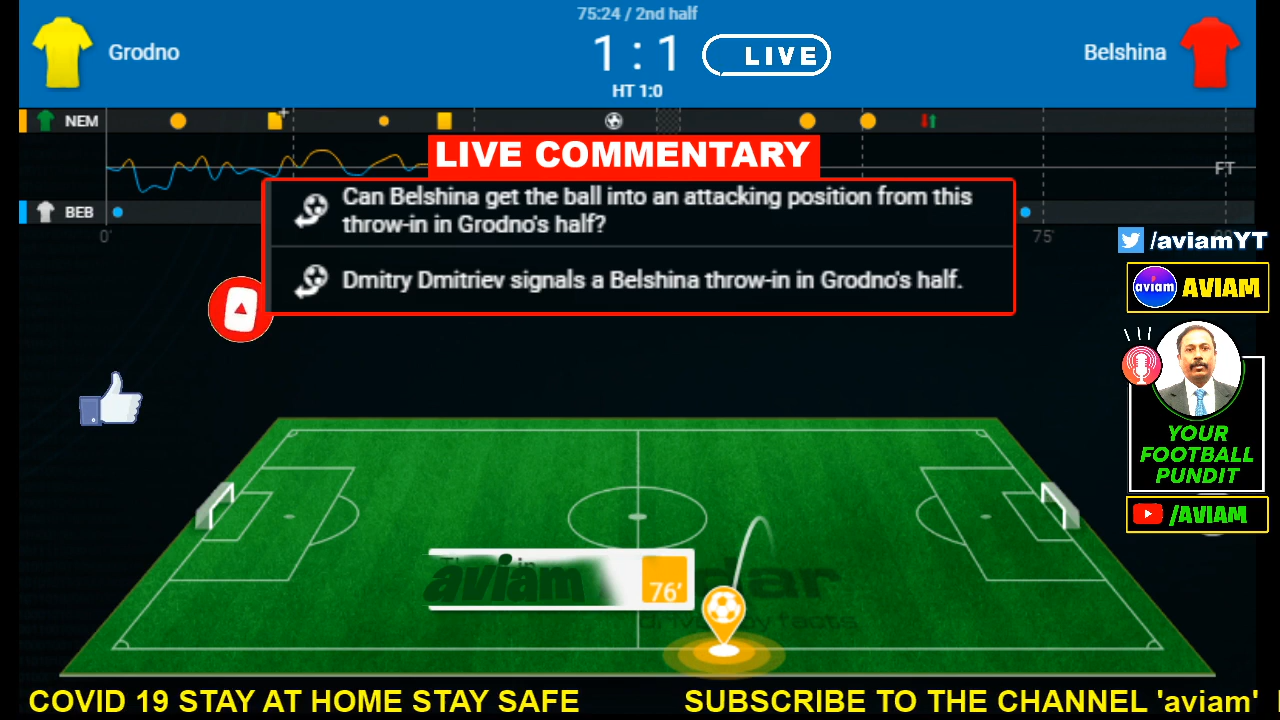 75:24 / 2nd half
Grodno
1 : 1
LIVE
Belshina
HT 1:0
NEM
LIVE COMMENTARY
FT
Can Belshina get the ball into an attacking position from this
throw-in in Grodno's half?
BEB
0'
75'
Dmitry Dmitriev signals a Belshina throw-in in Grodno's half.
/aviamYT
aviam AVIAM
YOUR
FOOTBALL
PUNDIT
/AVIAM
aviam
76'
COVID 19 STAY AT HOME STAY SAFE SUBSCRIBE TO THE CHANNEL 'aviam'